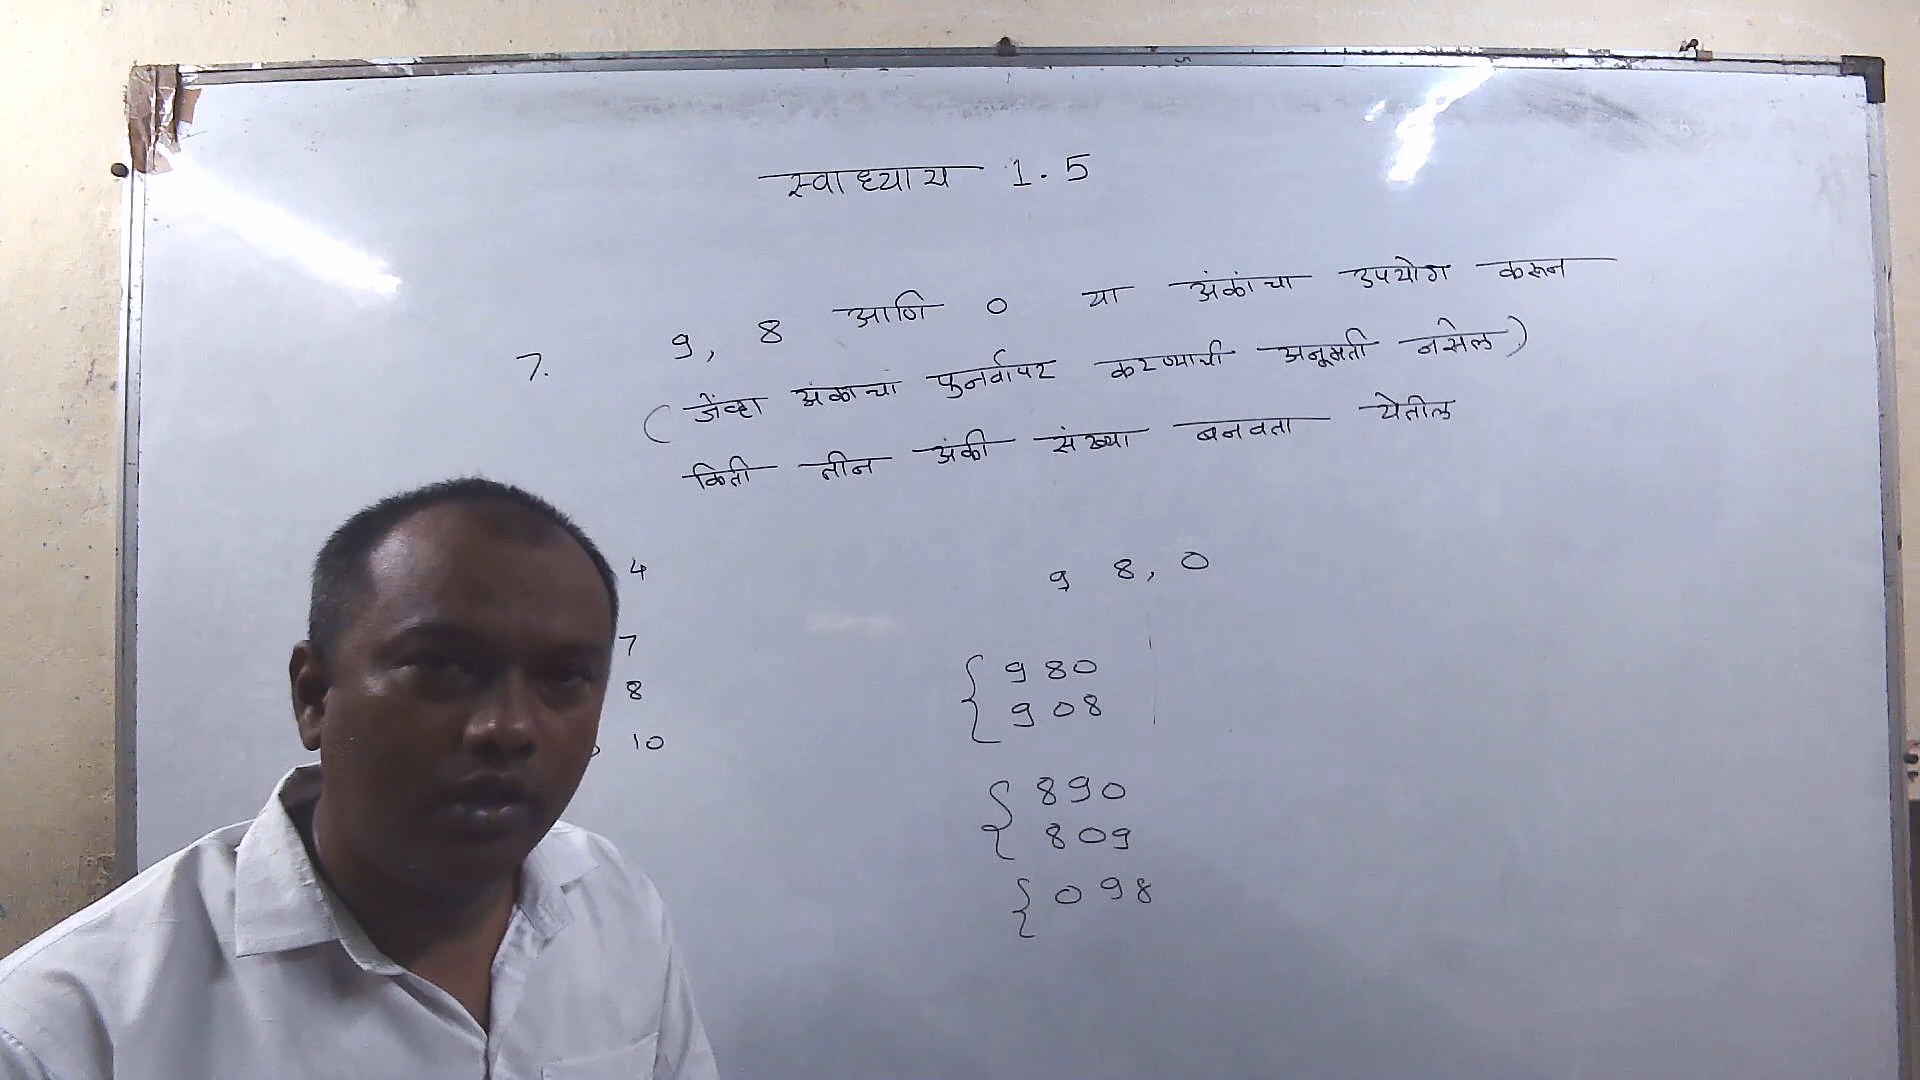 स्वाध्याय 1.5
7. 9, 8 आणि 0 या अंकांचा उपयोग करून
(जेंव्हा अंकाचा पुनर्वापर करण्याची अनूमती नसेल)
किती तीन अंकी संख्या बनवता येतील
4
7
8
10
9 8, 0
980
908
890
809
098